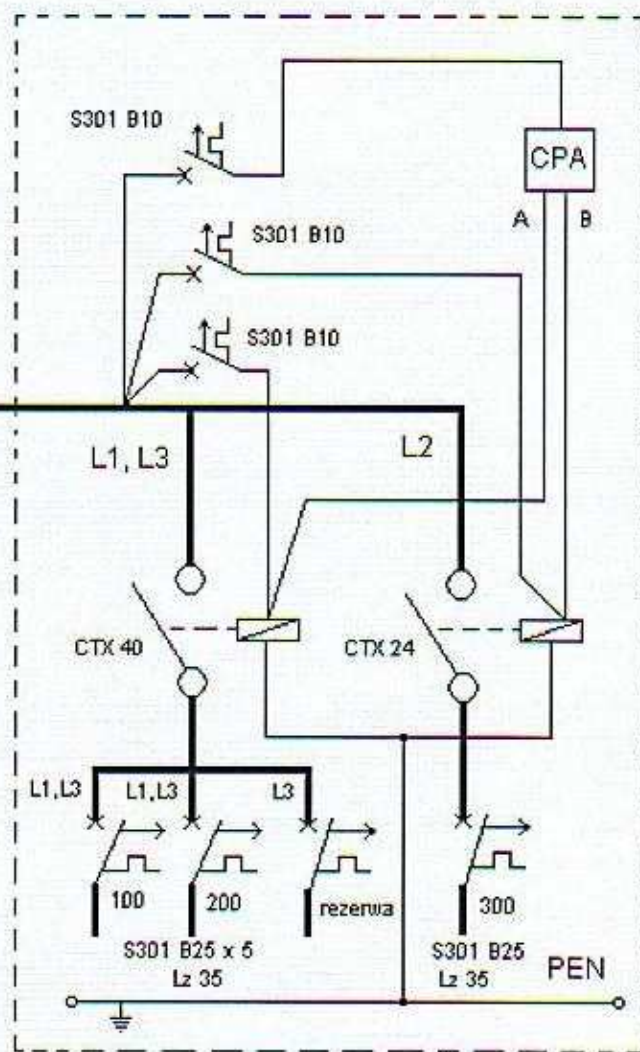 S301 B10
CPA
A B
S301 B10
S301 B10
L1, L3
L2
CTX 40
CTX 24
L1,L3 L1,L3 L3
100 200 rezerwa 300
S301 B25 x 5
Lz 35
S301 B25
Lz 35
PEN